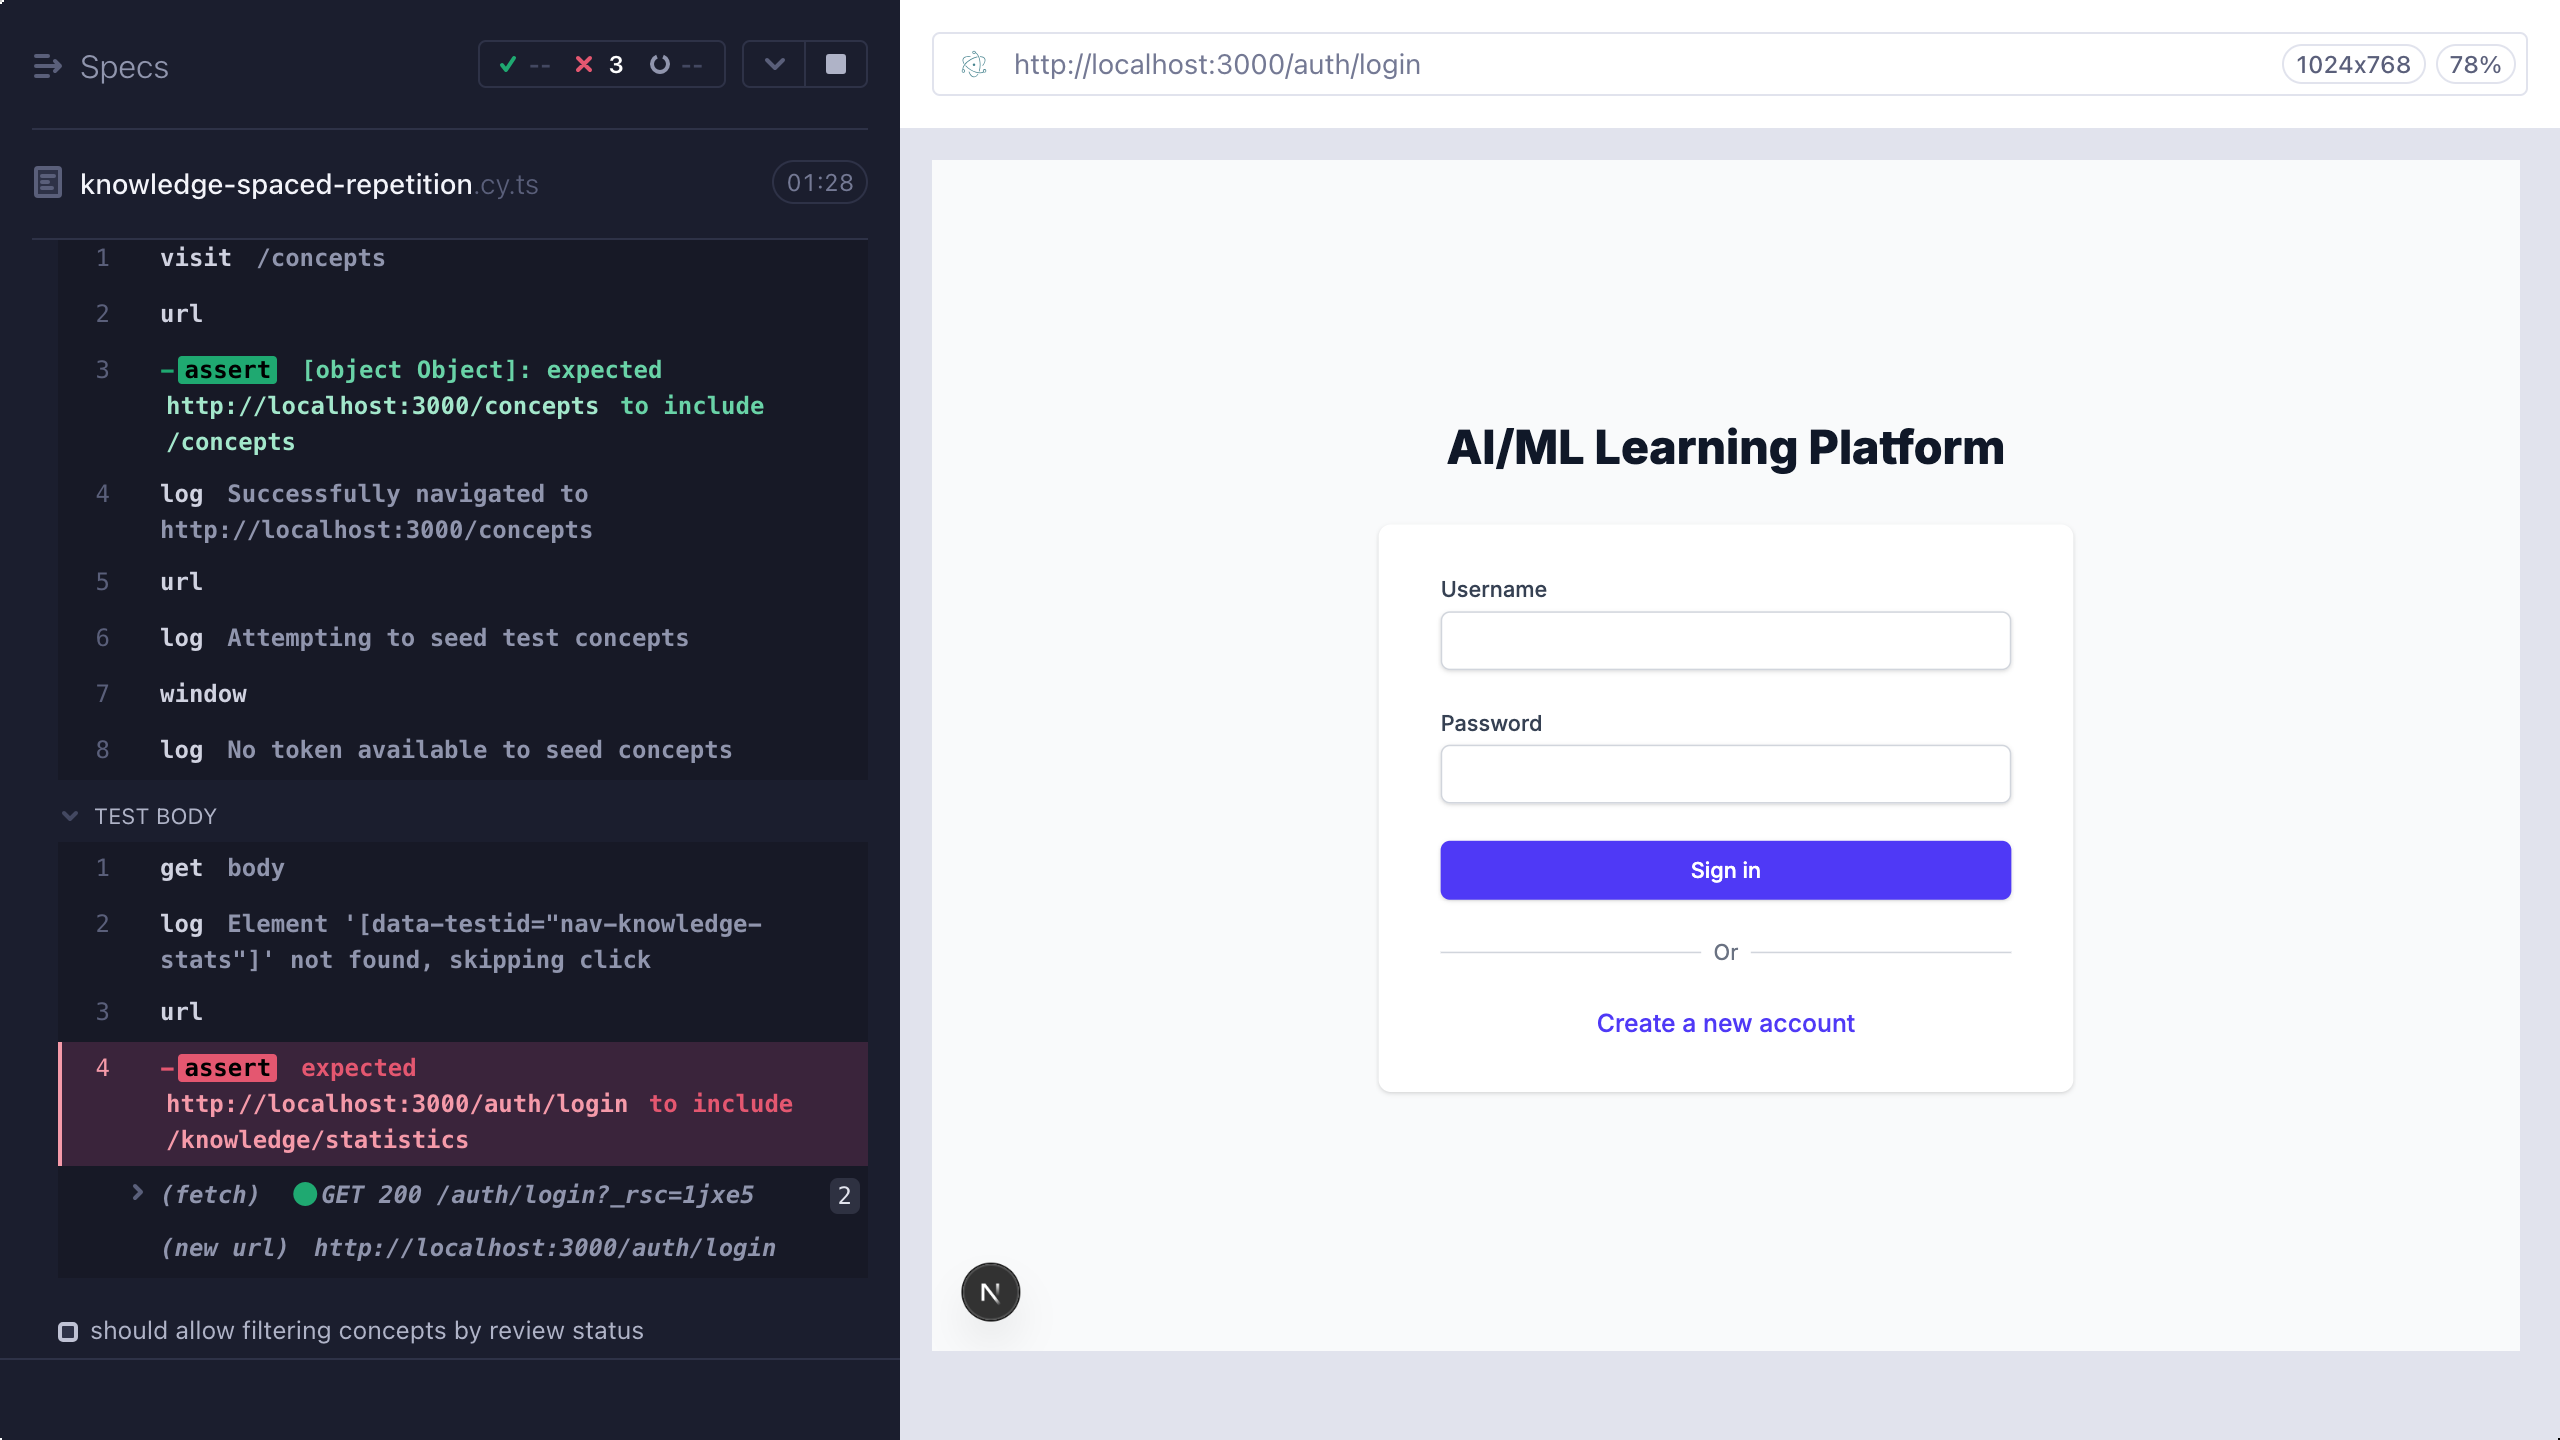 Specs
-- 3 --
knowledge-spaced-repetition.cy.ts
01:28
1 visit /concepts
2 url
3 -assert [object Object]: expected
http://localhost:3000/concepts to include
/concepts
4 log Successfully navigated to
http://localhost:3000/concepts
5 url
6 log Attempting to seed test concepts
7 window
8 log No token available to seed concepts
TEST BODY
1 get body
2 log Element '[data-testid="nav-knowledge-
stats"]' not found, skipping click
3 url
4 -assert expected
http://localhost:3000/auth/login to include
/knowledge/statistics
(fetch) GET 200 /auth/login?_rsc=1jxe5 2
(new url) http://localhost:3000/auth/login
should allow filtering concepts by review status
http://localhost:3000/auth/login
1024x768
78%
AI/ML Learning Platform
Username
Password
Sign in
Or
Create a new account
N